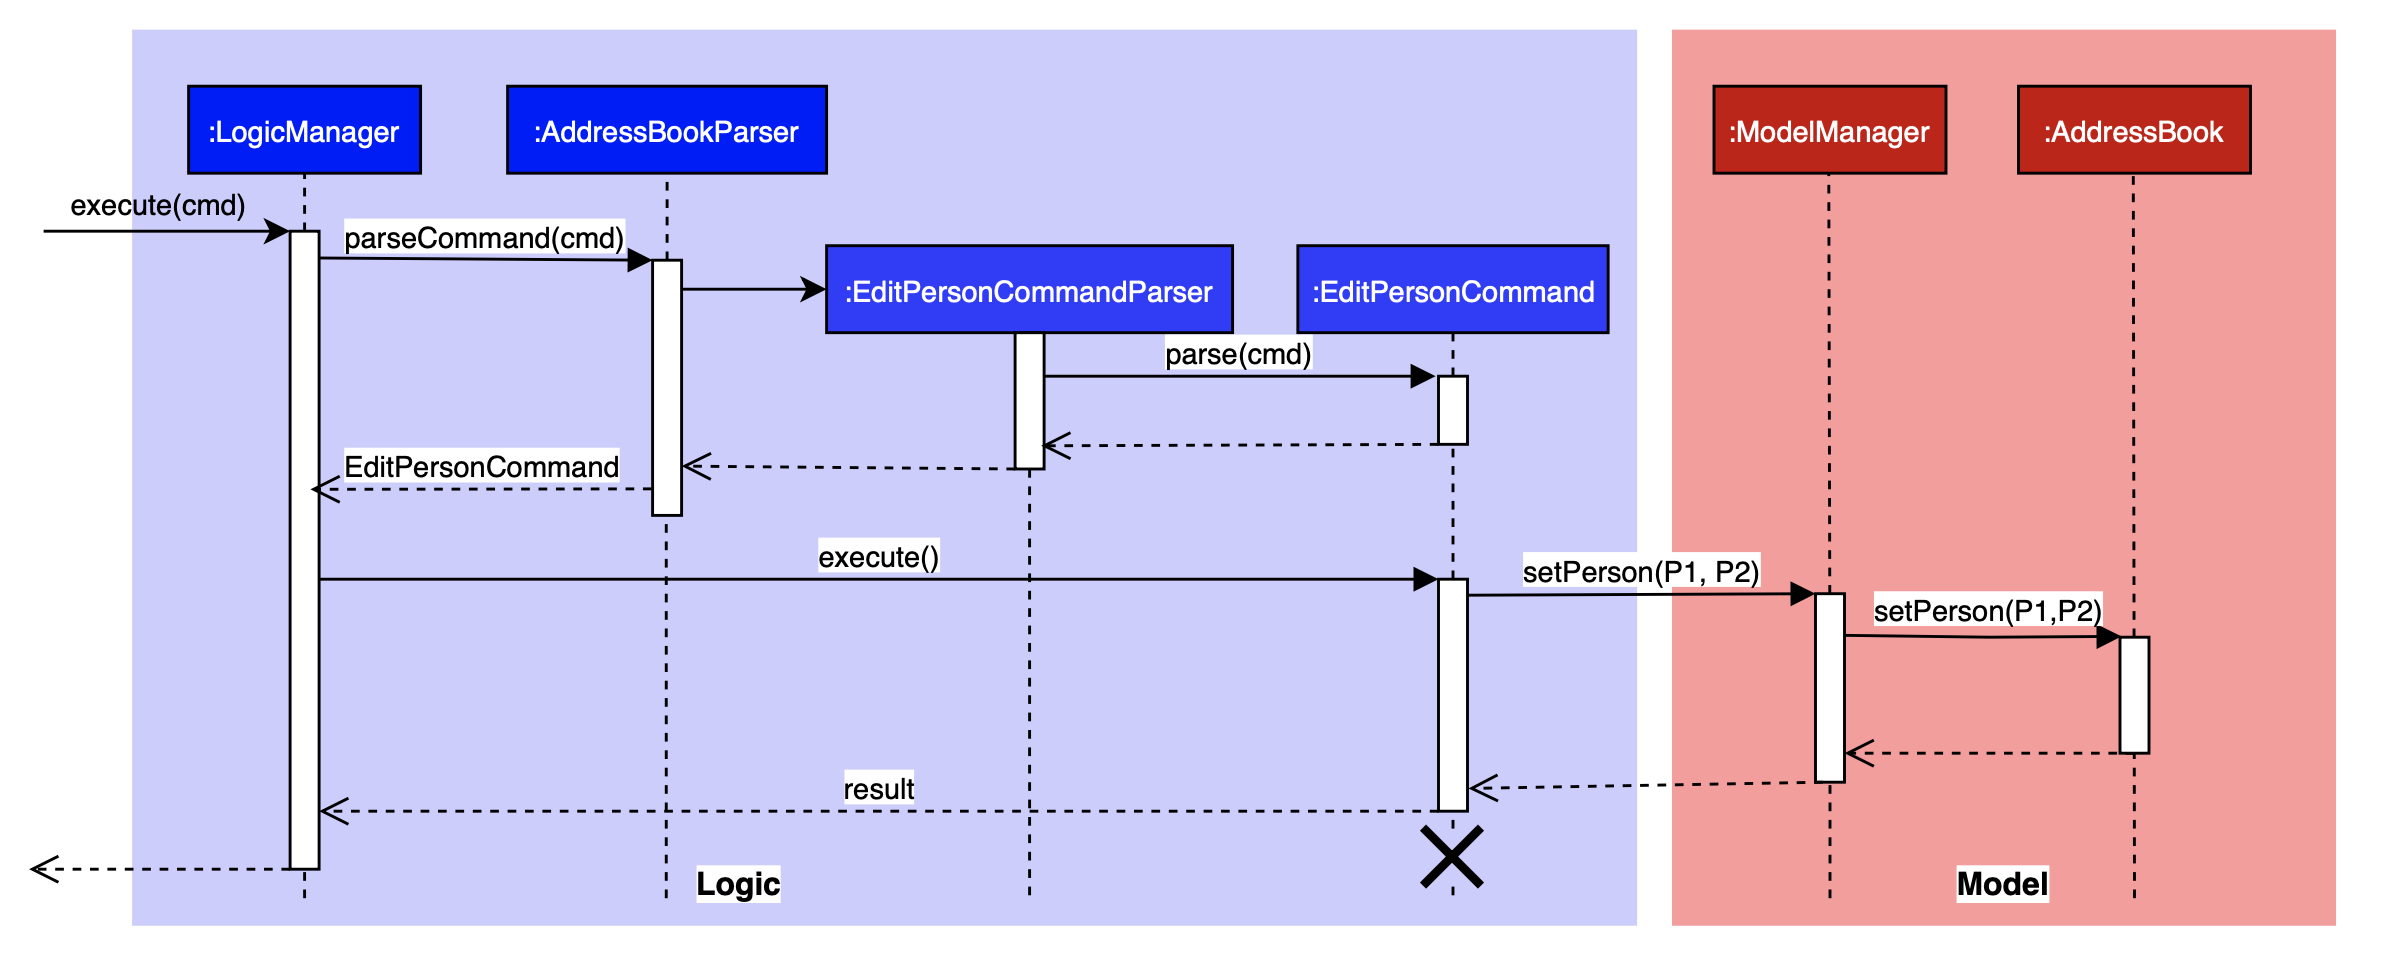 :LogicManager
:AddressBookParser
:ModelManager
:AddressBook
execute(cmd)
parseCommand(cmd)
:EditPersonCommandParser
:EditPersonCommand
parse(cmd)
EditPersonCommand
execute()
setPerson(P1, P2)
setPerson(P1,P2)
result
Logic
Model